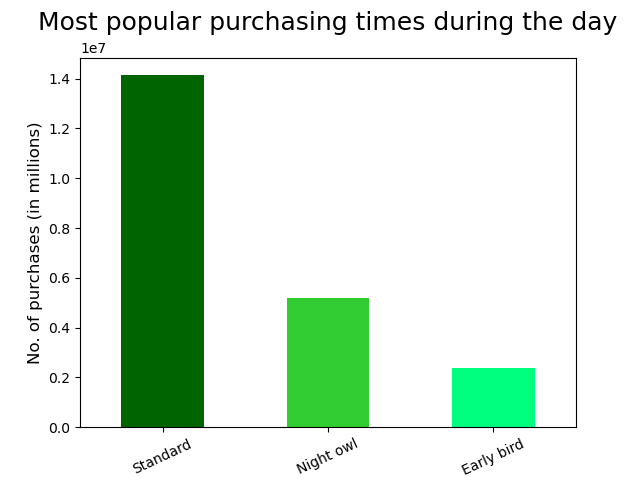 Most popular purchasing times during the day
1e7
No. of purchases (in millions)
1.4
1.2
1.0
0.8
0.6
0.4
0.2
0.0
Standard
Night owl
Early bird